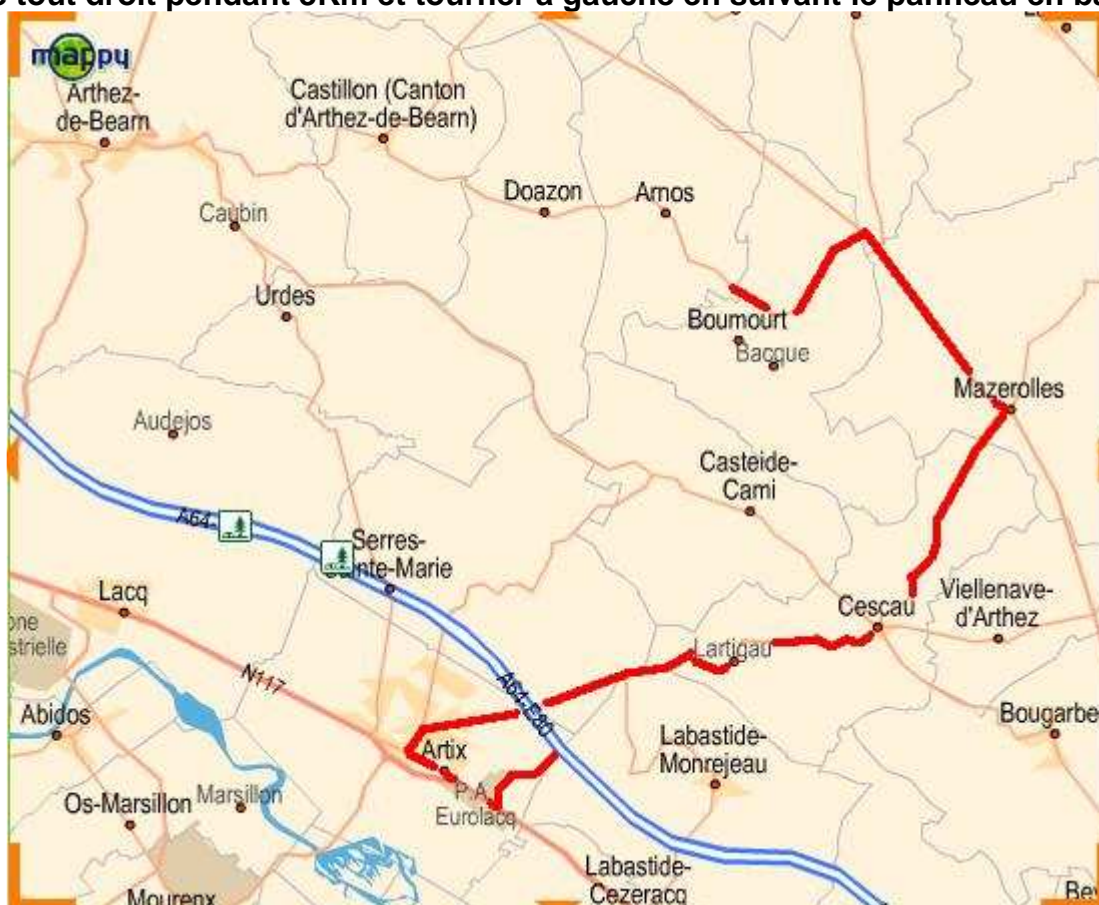 tout droit pendant 5Km et tourner à gauche en suivant le panneau en
mappy
Arthez-
de-Bearn
Castillon (Canton
d'Arthez-de-Bearn)
Doazon
Arnos
Caubin
Urdes
Boumourt
Bacque
Mazerolles
Audejos
Casteide-
Cami
A64-
Serres-
Sainte-Marie
Lacq
Cescau
Viellenave-
d'Arthez
Lartigau
N117
A64-E80
Abidos
Artix
Labastide-
Monrejeau
Bougarbe
P A
Eurolacq
Os-Marsillon
Marsillon
Labastide-
Cezeracq
Mourenx